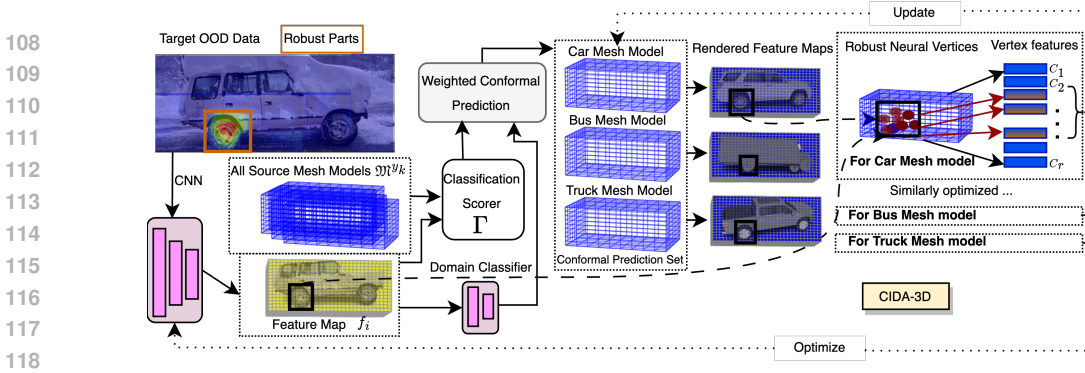 108
109
110
111
112
113
114
115
116
117
118
Update
Target OOD Data
Robust Parts
CNN
All Source Mesh Models 𝔐^{y_k}
Feature Map f_i
Weighted Conformal
Prediction
Classification
Scorer
Γ
Domain Classifier
Car Mesh Model
Bus Mesh Model
Truck Mesh Model
Conformal Prediction Set
Rendered Feature Maps
Robust Neural Vertices
Vertex features
C_1
C_2
C_r
For Car Mesh model
Similarly optimized ...
For Bus Mesh model
For Truck Mesh model
CIDA-3D
Optimize